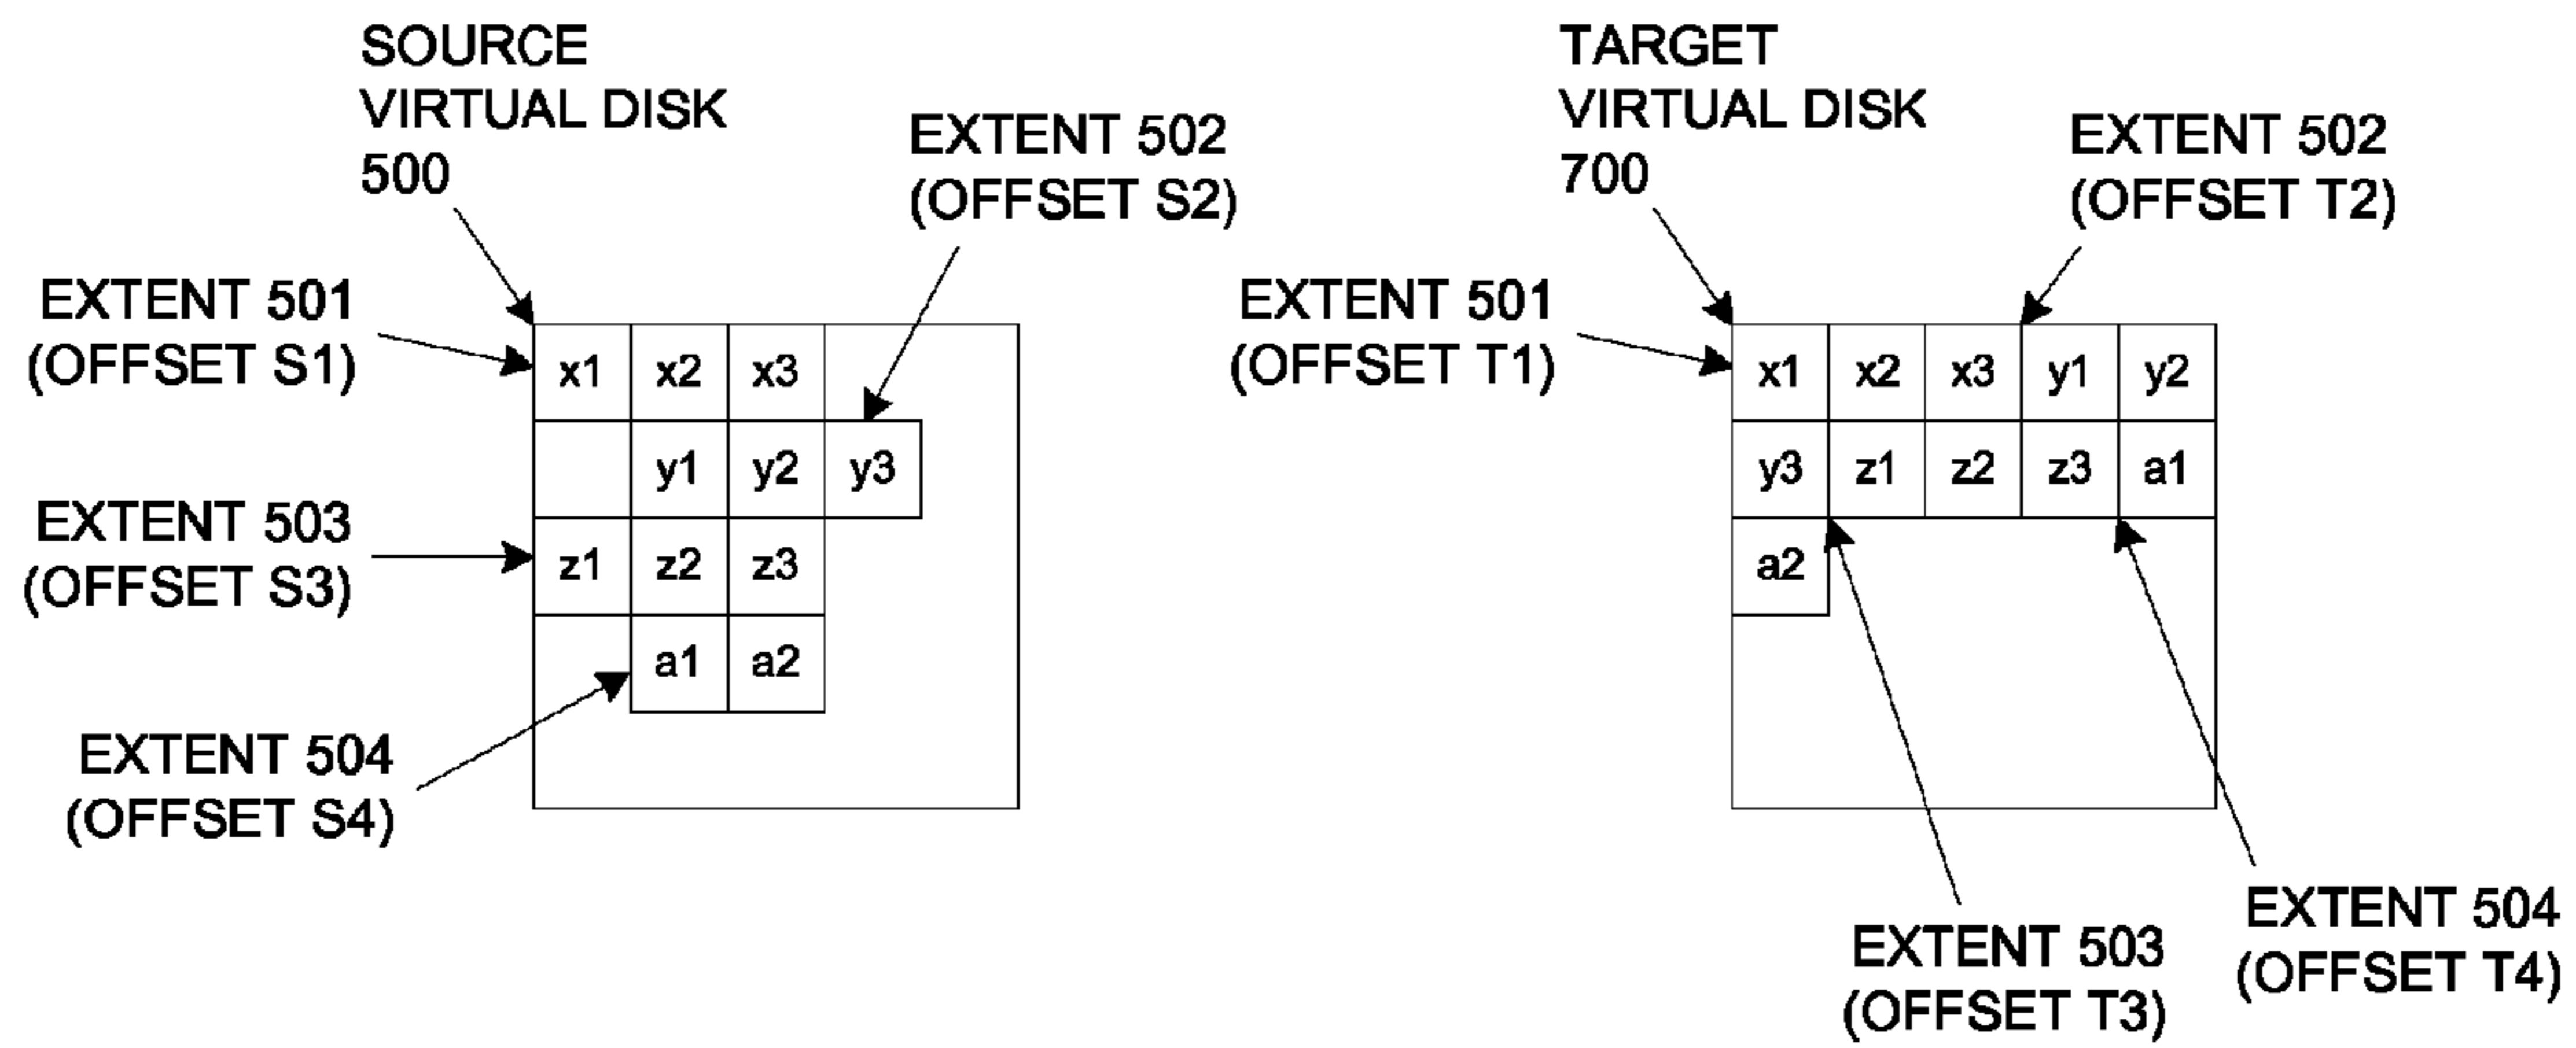 SOURCE
VIRTUAL DISK
500
EXTENT 502
(OFFSET S2)
EXTENT 501
(OFFSET S1)
x1 x2 x3
y1 y2 y3
EXTENT 503
(OFFSET S3)
z1 z2 z3
a1 a2
EXTENT 504
(OFFSET S4)
TARGET
VIRTUAL DISK
700
EXTENT 502
(OFFSET T2)
EXTENT 501
(OFFSET T1)
x1 x2 x3 y1 y2
y3 z1 z2 z3 a1
a2
EXTENT 504
(OFFSET T4)
EXTENT 503
(OFFSET T3)